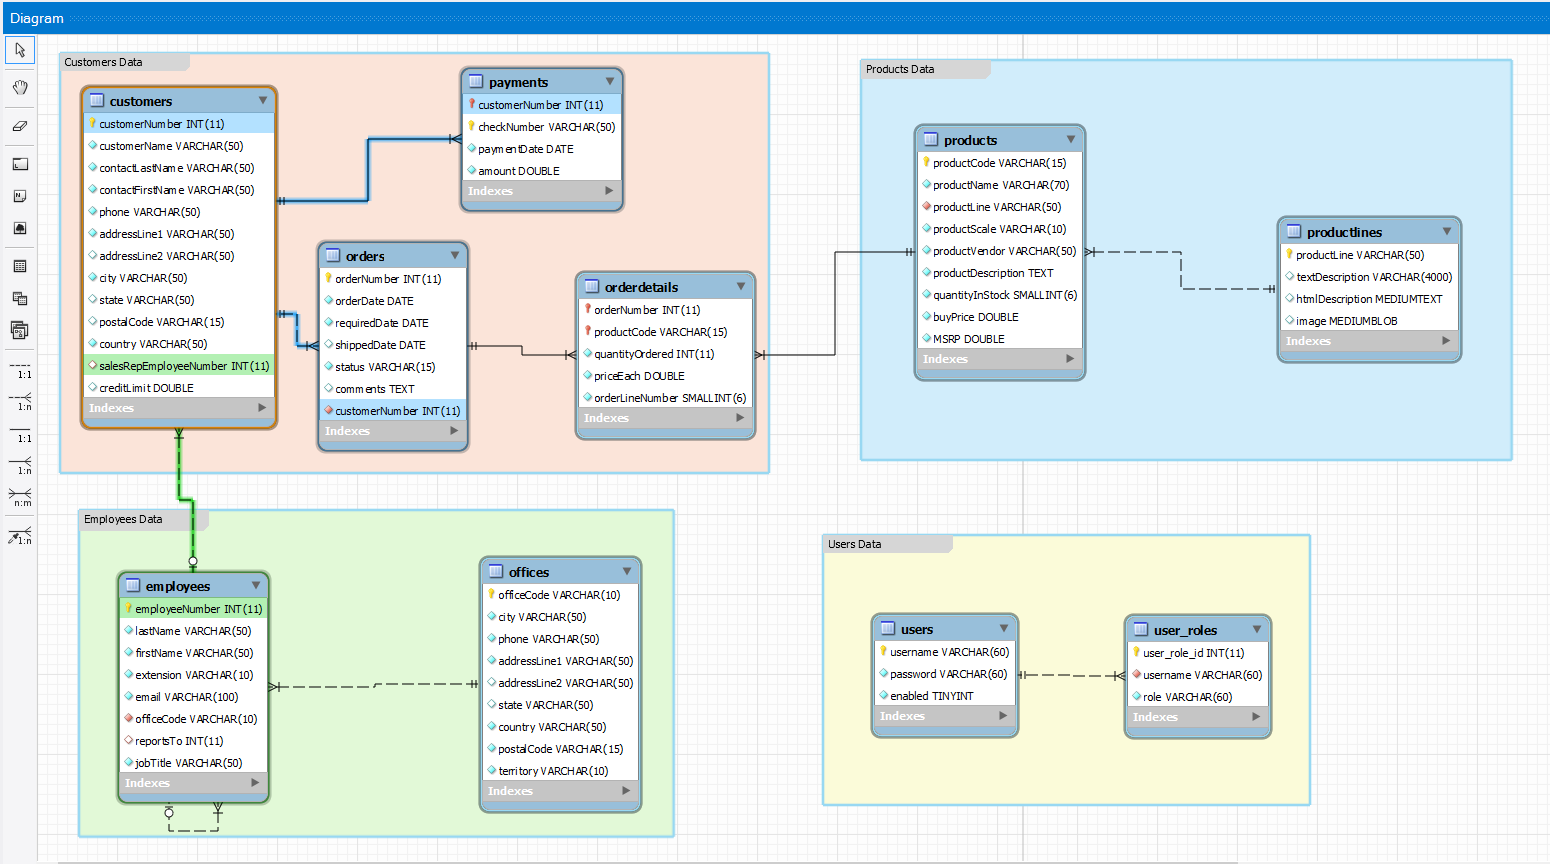 Diagram
Customers Data
customers
customerNumber INT(11)
customerName VARCHAR(50)
contactLastName VARCHAR(50)
contactFirstName VARCHAR(50)
phone VARCHAR(50)
addressLine1 VARCHAR(50)
addressLine2 VARCHAR(50)
city VARCHAR(50)
state VARCHAR(50)
postalCode VARCHAR(15)
country VARCHAR(50)
salesRepEmployeeNumber INT(11)
creditLimit DOUBLE
Indexes
payments
customerNumber INT(11)
checkNumber VARCHAR(50)
paymentDate DATE
amount DOUBLE
Indexes
orders
orderNumber INT(11)
orderDate DATE
requiredDate DATE
shippedDate DATE
status VARCHAR(15)
comments TEXT
customerNumber INT(11)
Indexes
orderdetails
orderNumber INT(11)
productCode VARCHAR(15)
quantityOrdered INT(11)
priceEach DOUBLE
orderLineNumber SMALLINT(6)
Indexes
Products Data
products
productCode VARCHAR(15)
productName VARCHAR(70)
productLine VARCHAR(50)
productScale VARCHAR(10)
productVendor VARCHAR(50)
productDescription TEXT
quantityInStock SMALLINT(6)
buyPrice DOUBLE
MSRP DOUBLE
Indexes
productlines
productLine VARCHAR(50)
textDescription VARCHAR(4000)
htmlDescription MEDIUMTEXT
image MEDIUMBLOB
Indexes
1:1
1:n
1:1
1:n
n:m
1:n
Employees Data
employees
employeeNumber INT(11)
lastName VARCHAR(50)
firstName VARCHAR(50)
extension VARCHAR(10)
email VARCHAR(100)
officeCode VARCHAR(10)
reportsTo INT(11)
jobTitle VARCHAR(50)
Indexes
offices
officeCode VARCHAR(10)
city VARCHAR(50)
phone VARCHAR(50)
addressLine1 VARCHAR(50)
addressLine2 VARCHAR(50)
state VARCHAR(50)
country VARCHAR(50)
postalCode VARCHAR(15)
territory VARCHAR(10)
Indexes
Users Data
users
username VARCHAR(60)
password VARCHAR(60)
enabled TINYINT
Indexes
user_roles
user_role_id INT(11)
username VARCHAR(60)
role VARCHAR(60)
Indexes